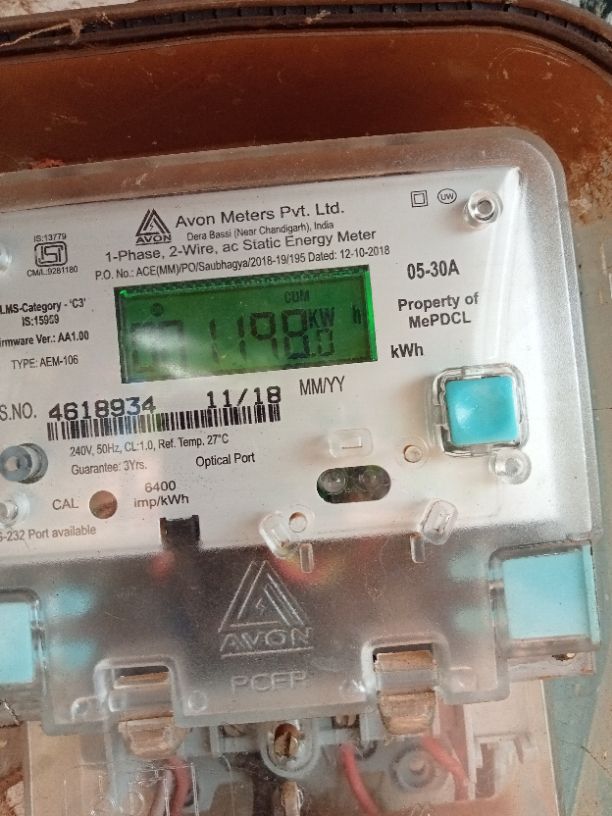 Avon Meters Pvt. Ltd.
Dera Bassi (Near Chandigarh), India
1-Phase, 2-Wire, ac Static Energy Meter
P.O. No.: ACE(MM)/PO/Saubhagya/2018-19/195 Dated: 12-10-2018
UW
IS:13779
ISI
CM/L:9281180
AVON
LMS-Category - 'C3'
IS:15959
Firmware Ver.: AA1.00
TYPE: AEM-106
CUM
KW h
05-30A
Property of
MePDCL
kWh
S.NO. 4618934 11/18 MM/YY
240V, 50Hz, CL:1.0, Ref. Temp. 27°C
Guarantee: 3Yrs. Optical Port
CAL 6400
imp/kWh
Port available
AVON